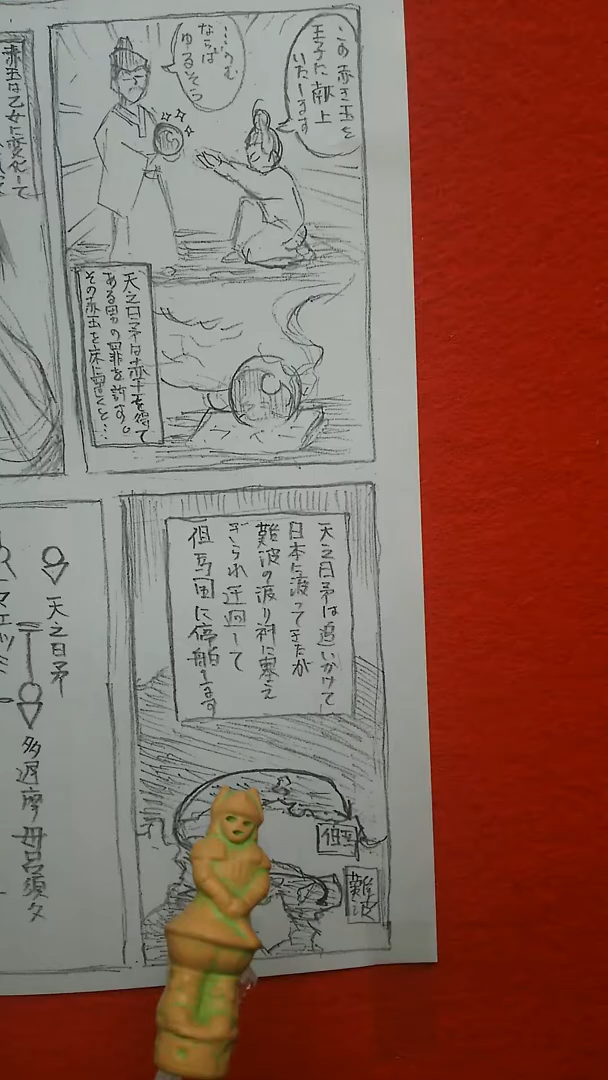 この赤き玉を
王子に献上
いたします
…うむ
ならば
ゆるそう
天之日矛は赤玉を得て
ある男の罪を許す。
その赤玉を床に置くと…
赤玉は乙女に変化して
天之日矛は追いかけて
日本に渡ってきたが
難波の渡り神に塞え
ぎられ迂回して
但馬国に停舶します
但馬
難波
天之日矛
多遅摩母呂須夕